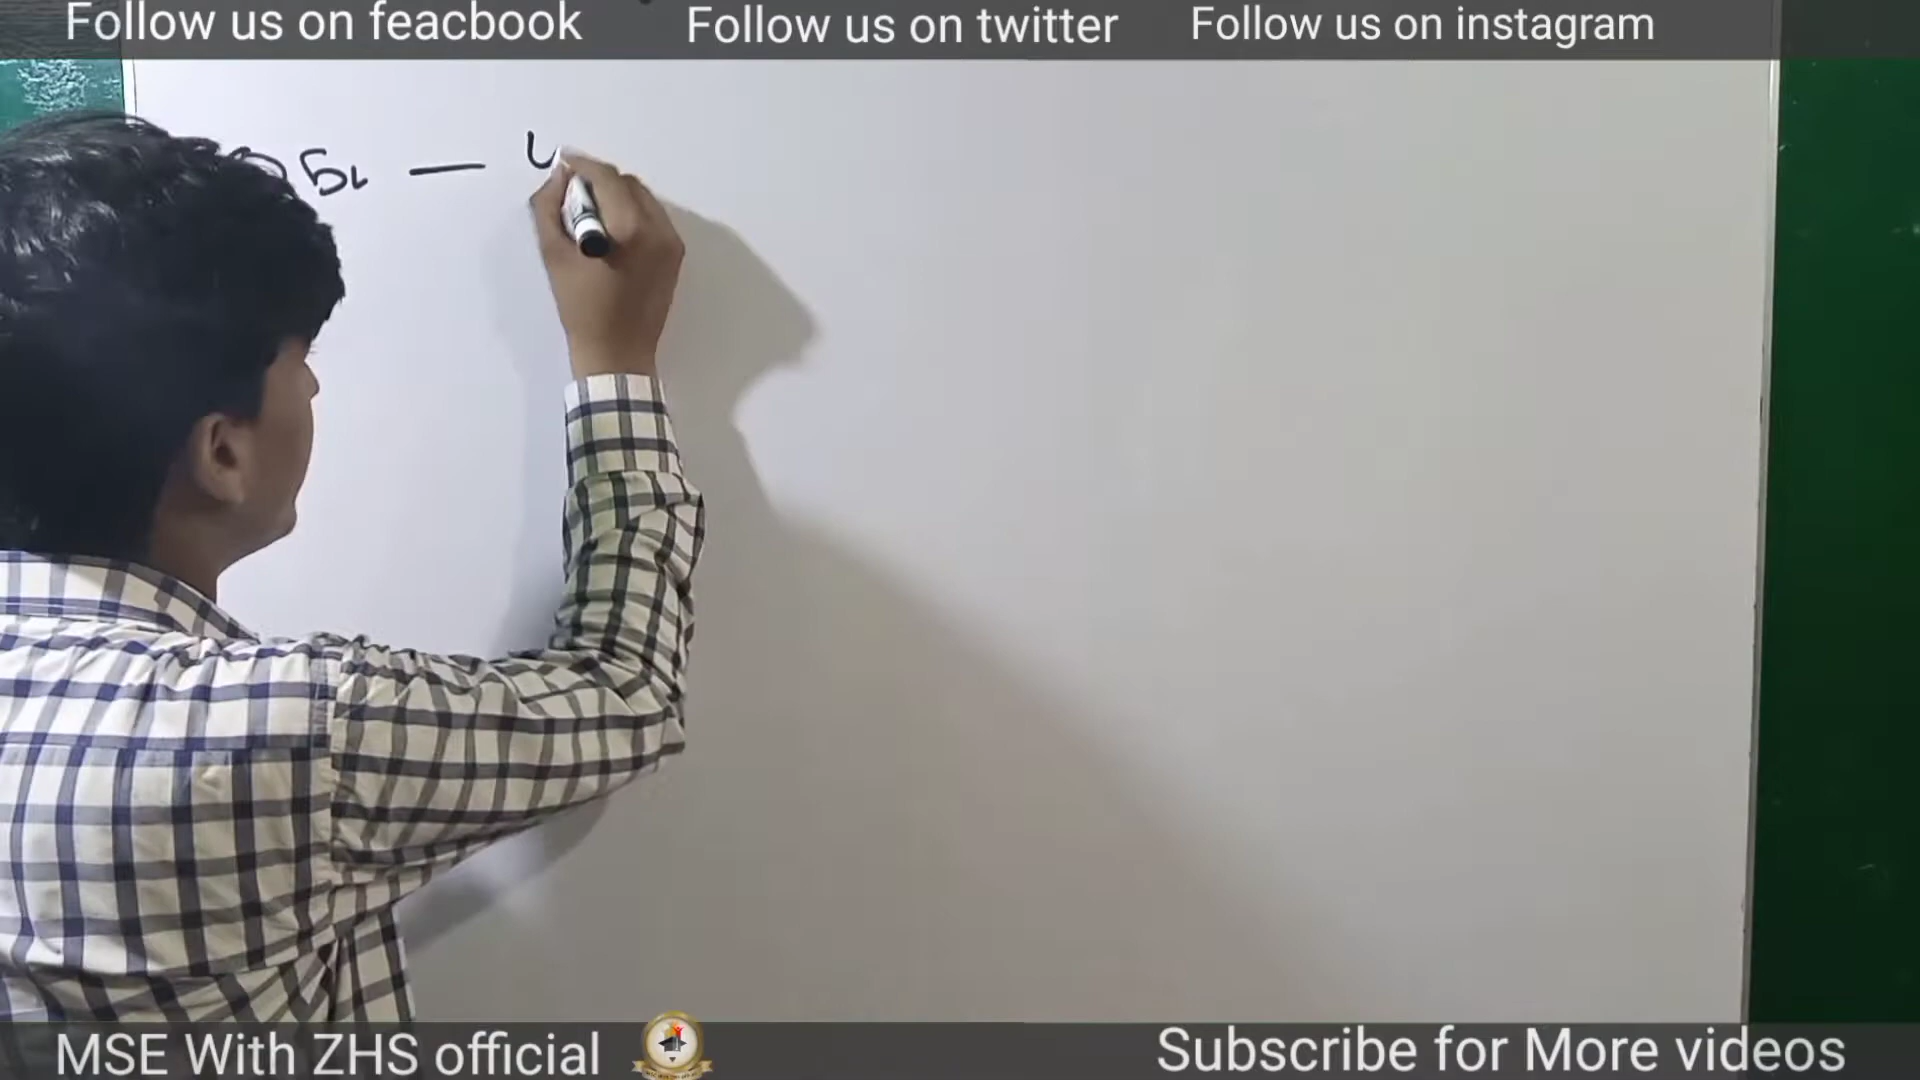 Follow us on feacbook
Follow us on twitter
Follow us on instagram
MSE With ZHS official
Subscribe for More videos